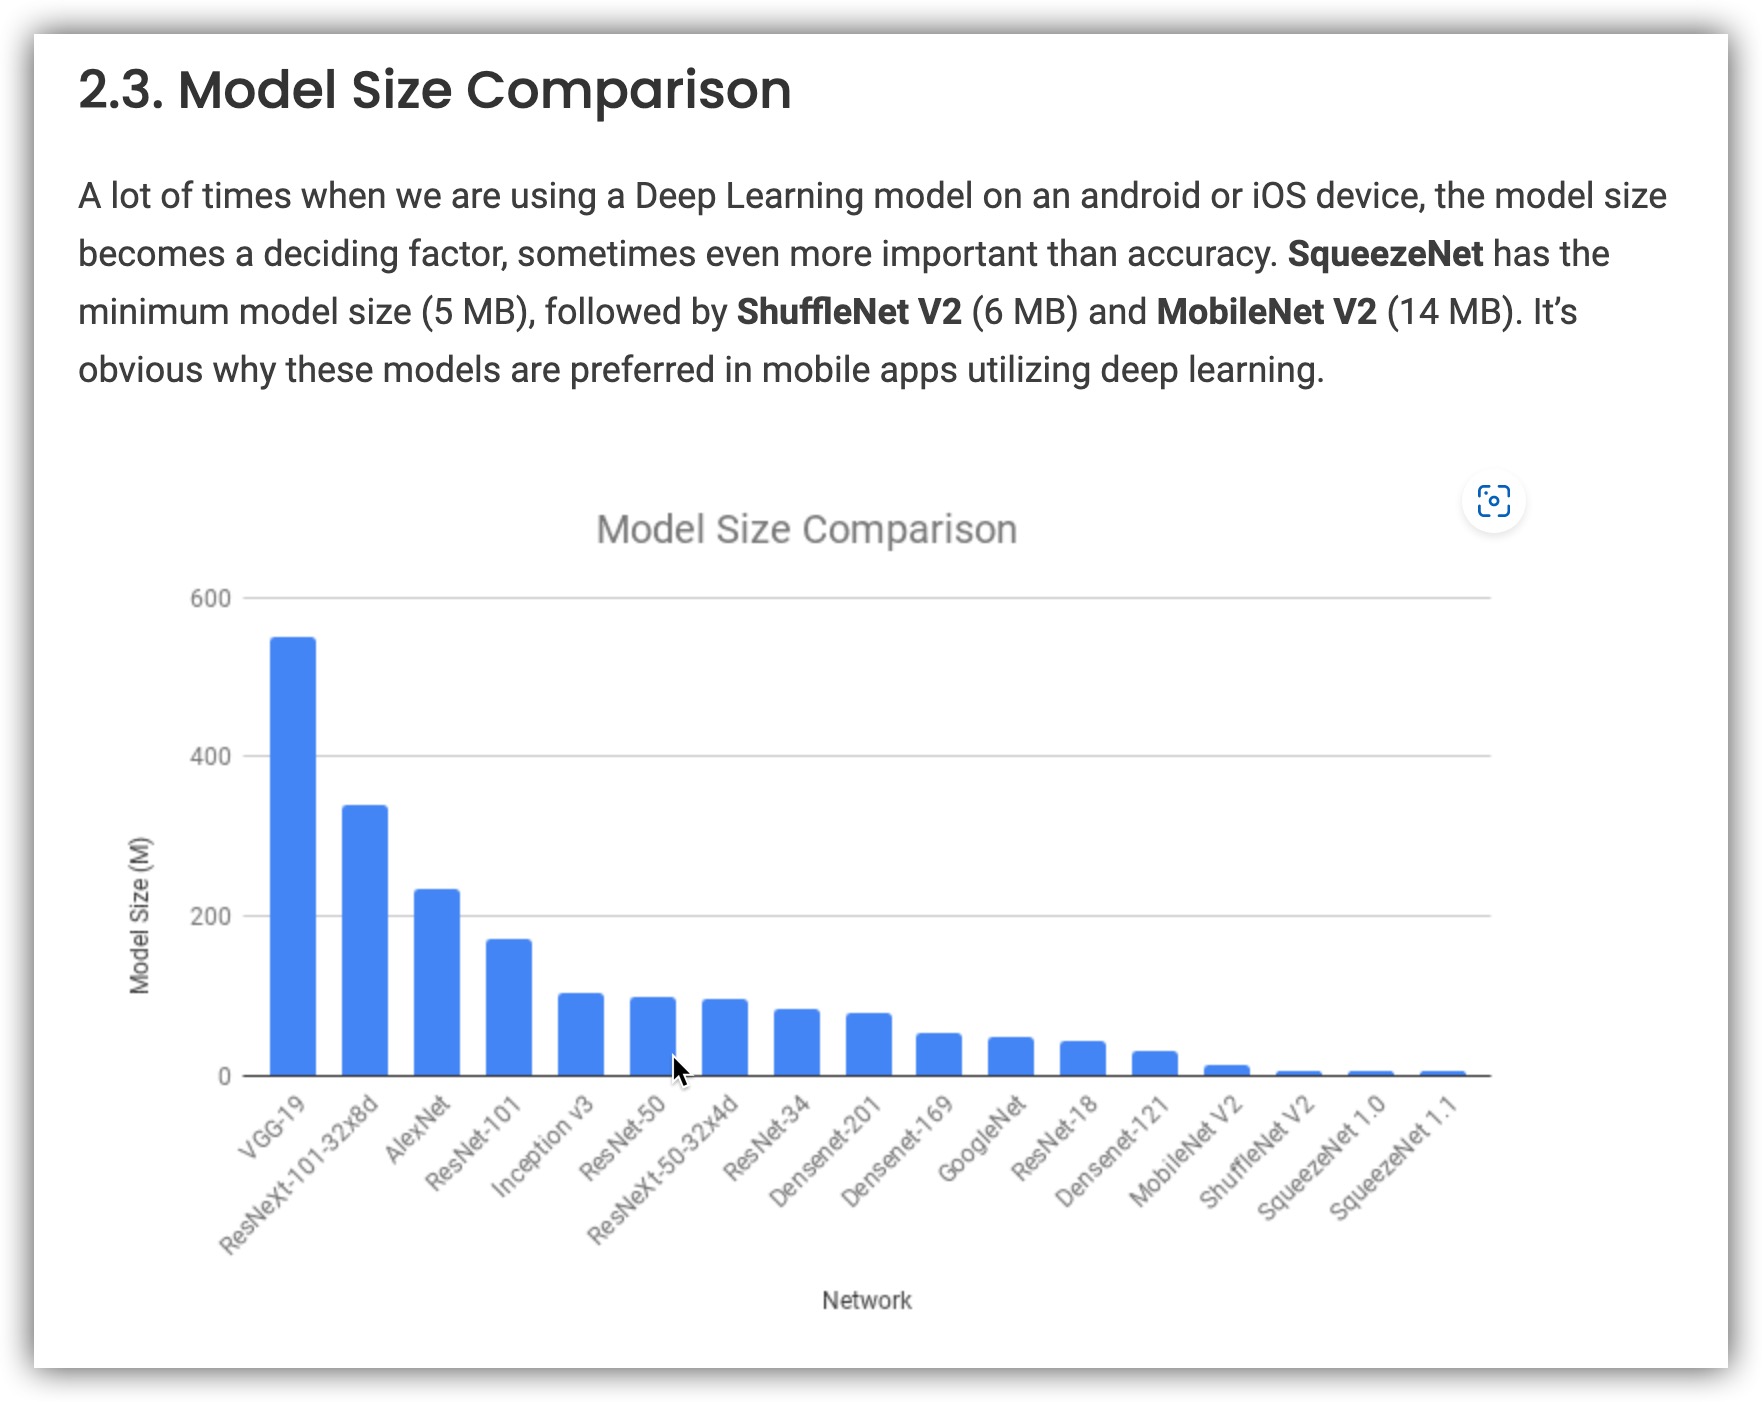 2.3. Model Size Comparison
A lot of times when we are using a Deep Learning model on an android or iOS device, the model size
becomes a deciding factor, sometimes even more important than accuracy. SqueezeNet has the
minimum model size (5 MB), followed by ShuffleNet V2 (6 MB) and MobileNet V2 (14 MB). It’s
obvious why these models are preferred in mobile apps utilizing deep learning.
Model Size Comparison
Model Size (M)
600
400
200
0
VGG-19
ResNeXt-101-32x8d
AlexNet
ResNet-101
Inception v3
ResNet-50
ResNeXt-50-32x4d
ResNet-34
Densenet-201
Densenet-169
GoogleNet
ResNet-18
Densenet-121
MobileNet V2
ShuffleNet V2
SqueezeNet 1.0
SqueezeNet 1.1
Network